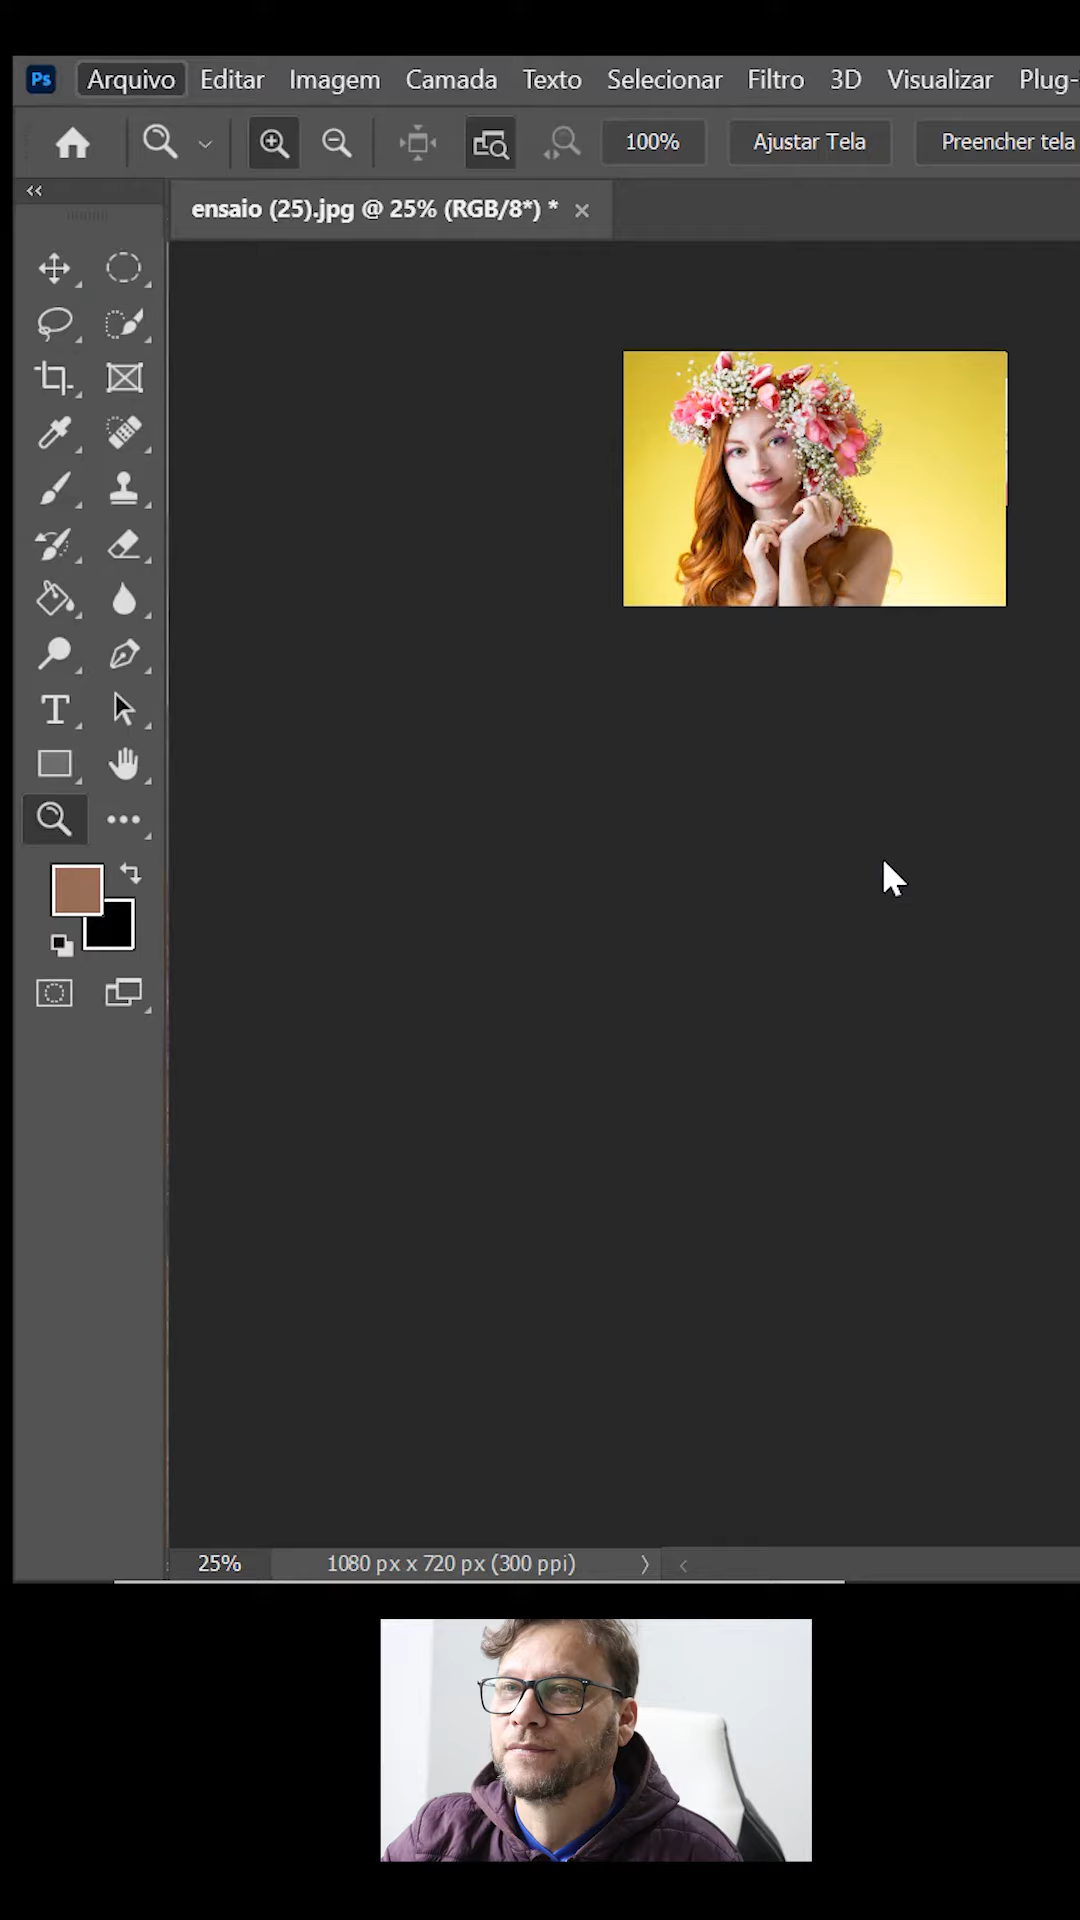 Ps Arquivo Editar Imagem Camada Texto Selecionar Filtro 3D Visualizar Plug-
100% Ajustar Tela Preencher tela
ensaio (25).jpg @ 25% (RGB/8*) *
T
25% 1080 px x 720 px (300 ppi)